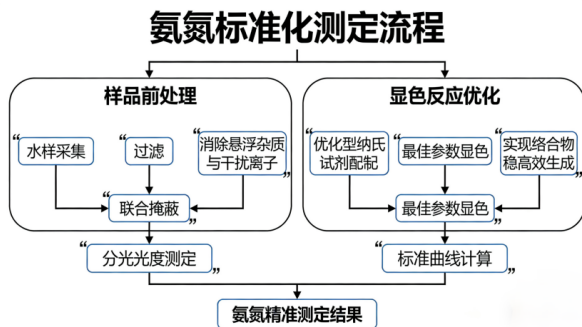 氨氮标准化测定流程
样品前处理
“水样采集”
“过滤”
“消除悬浮杂质
与干扰离子”
“联合掩蔽”
“分光光度测定”
显色反应优化
“优化型纳氏
试剂配制
“最佳参数显色”
“实现络合物
稳高效生成”
“最佳参数显色”
“标准曲线计算”
氨氮精准测定结果